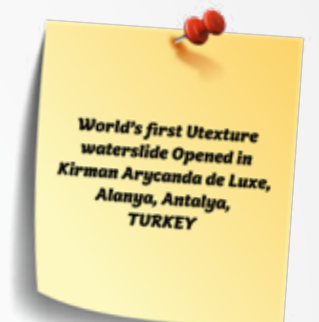 World's first Utexture
waterslide Opened in
Kirman Arycanda de Luxe,
Alanya, Antalya,
TURKEY